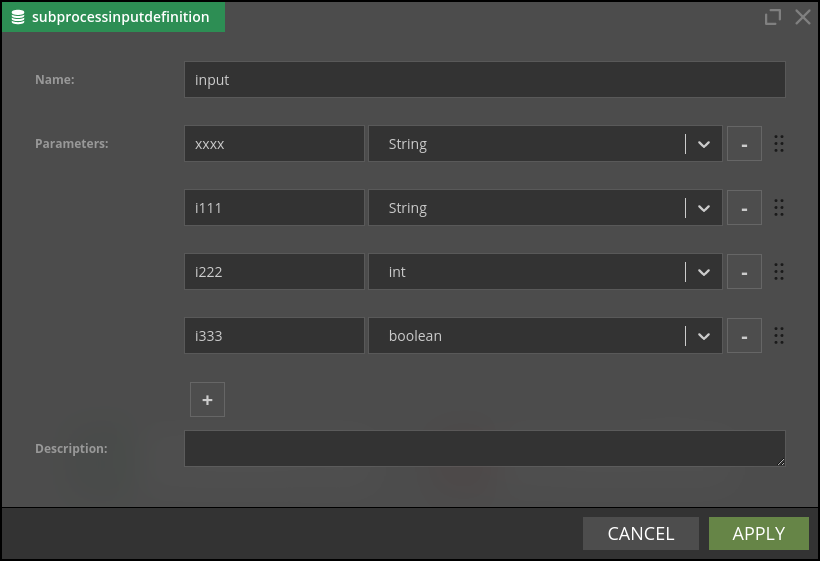 subprocessinputdefinition
Name:
input
Parameters:
xxxx String -
i111 String -
i222 int -
i333 boolean -
+
Description:
CANCEL APPLY